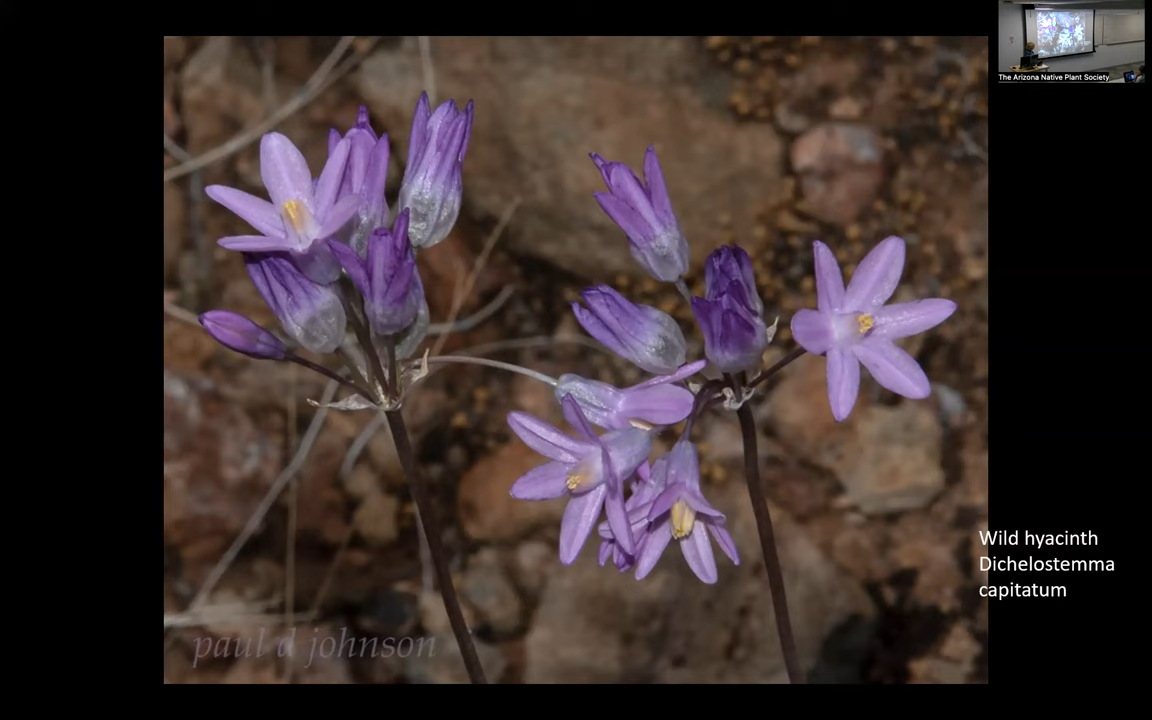 The Arizona Native Plant Society
Wild hyacinth
Dichelostemma
capitatum
paul d johnson